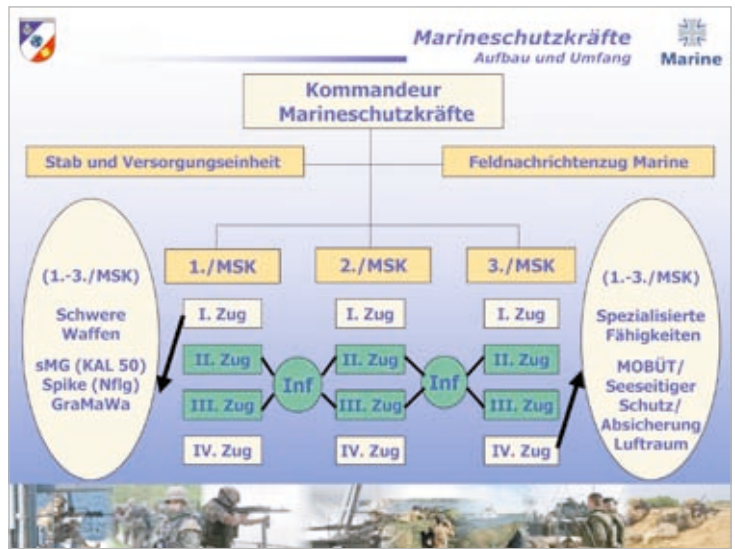 Marineschutzkräfte
Aufbau und Umfang
Marine
Kommandeur
Marineschutzkräfte
Stab und Versorgungseinheit
Feldnachrichtenzug Marine
(1.-3./MSK)
Schwere
Waffen
sMG (KAL 50)
Spike (Nflg)
GraMaWa
1./MSK
2./MSK
3./MSK
I. Zug
I. Zug
I. Zug
II. Zug
II. Zug
II. Zug
Inf
Inf
III. Zug
III. Zug
III. Zug
IV. Zug
IV. Zug
IV. Zug
(1.-3./MSK)
Spezialisierte
Fähigkeiten
MOBÜT/
Seeseitiger
Schutz/
Absicherung
Luftraum